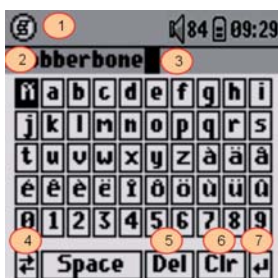 1 84 09:29
2 bberbone 3
Ñ a b c d e f g h i
j k l m n o p q r s
t u v w x y z à ä â
é ê è ë î ô ö ù ü û
0 1 2 3 4 5 6 7 8 9
4 5 6 7
Space Del Clr